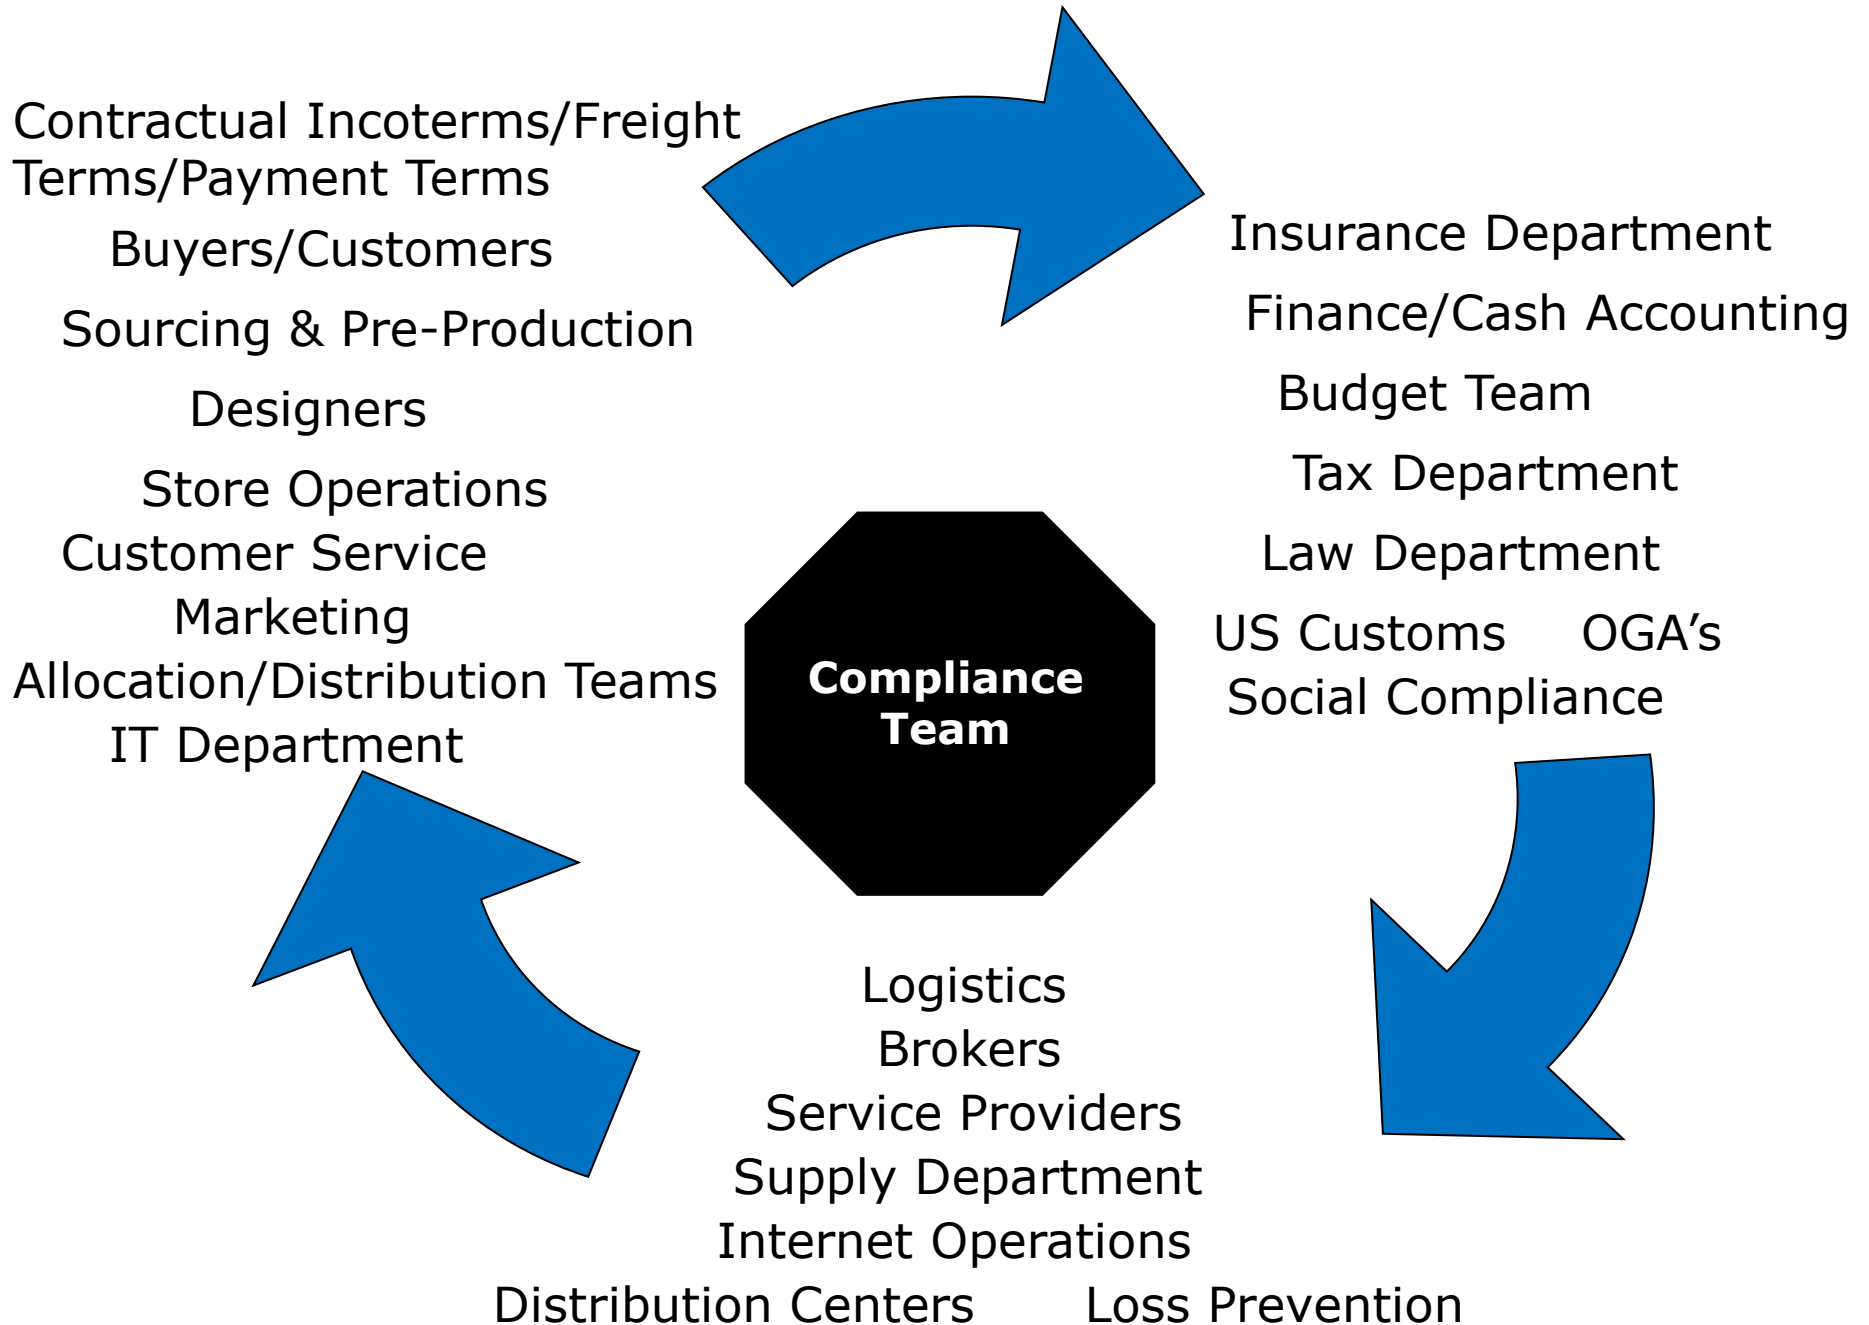 Contractual Incoterms/Freight
Terms/Payment Terms
Buyers/Customers
Sourcing & Pre-Production
Designers
Store Operations
Customer Service
Marketing
Allocation/Distribution Teams
IT Department
Insurance Department
Finance/Cash Accounting
Budget Team
Tax Department
Law Department
US Customs OGA’s
Social Compliance
Compliance
Team
Logistics
Brokers
Service Providers
Supply Department
Internet Operations
Distribution Centers Loss Prevention